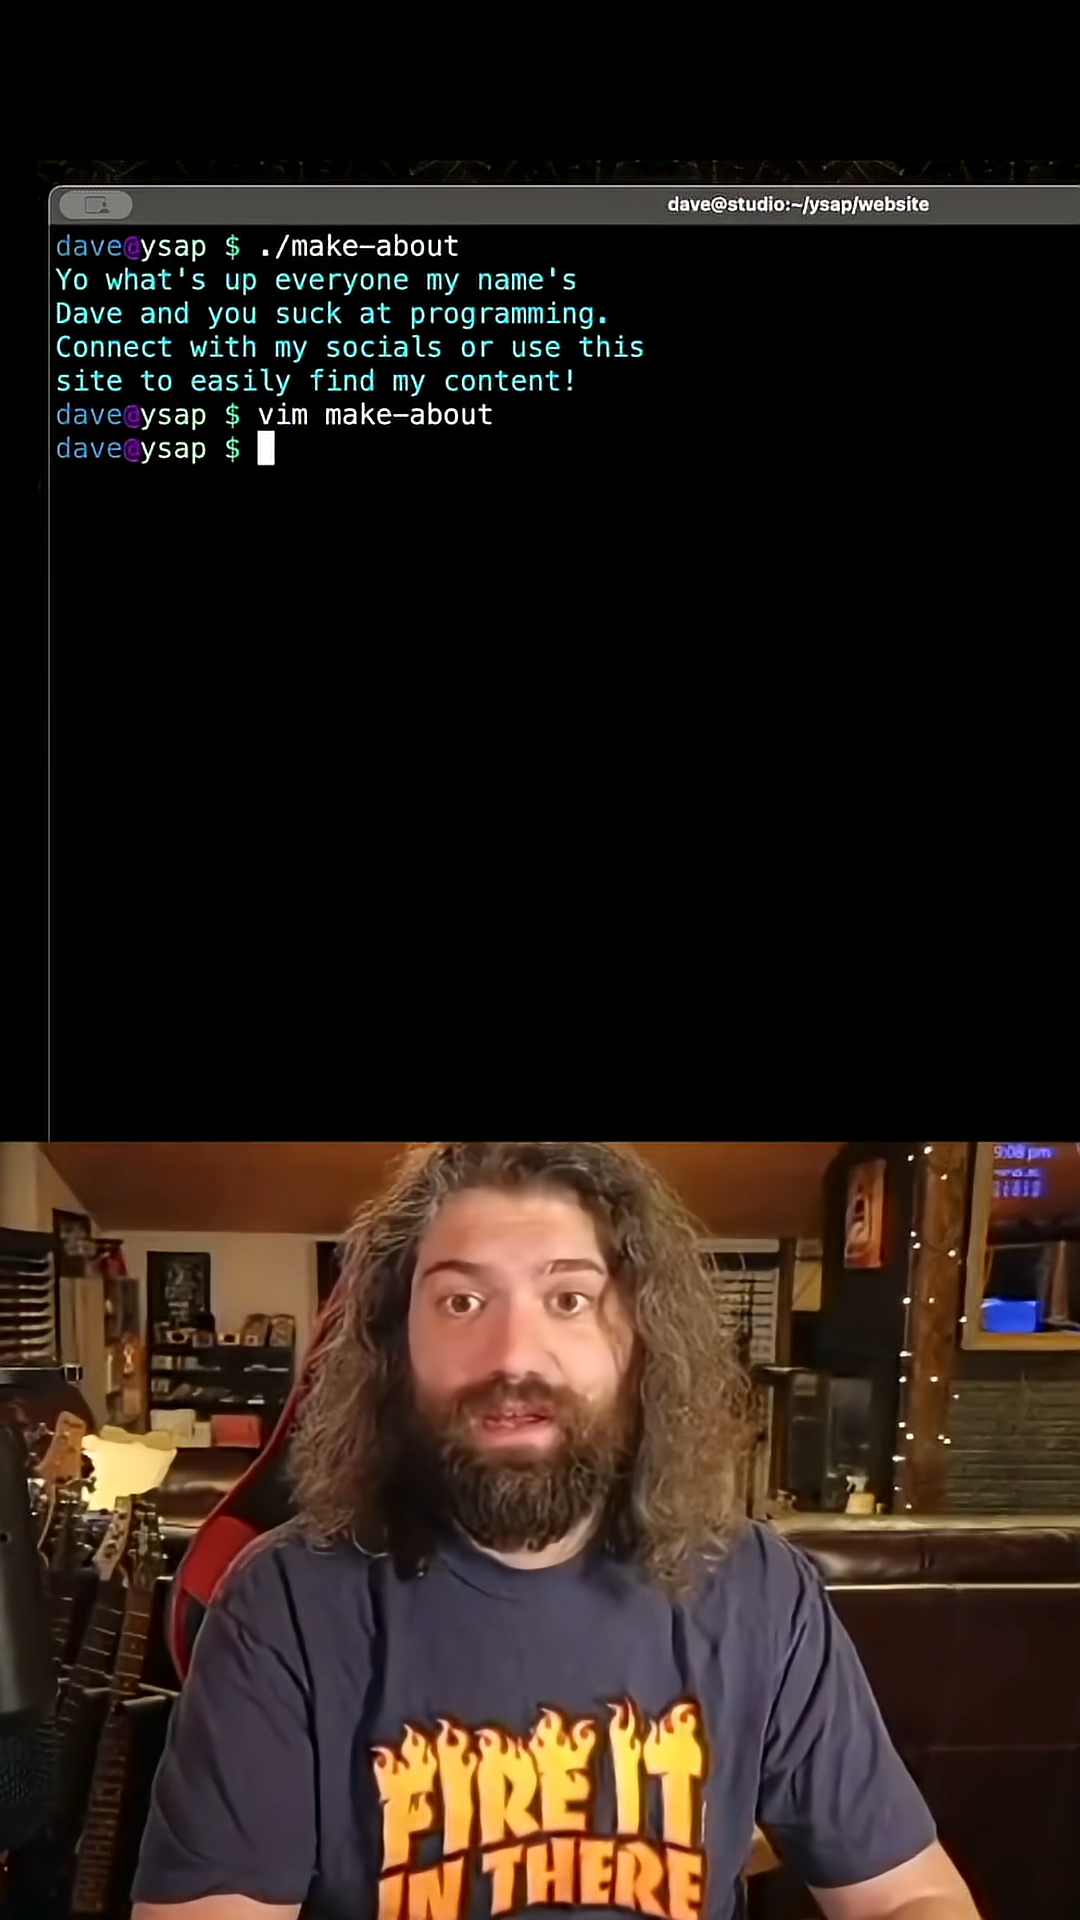 dave@studio:~/ysap/website
dave@ysap $ ./make-about
Yo what's up everyone my name's
Dave and you suck at programming.
Connect with my socials or use this
site to easily find my content!
dave@ysap $ vim make-about
dave@ysap $
9:08 pm
FIRE IT
IN THERE